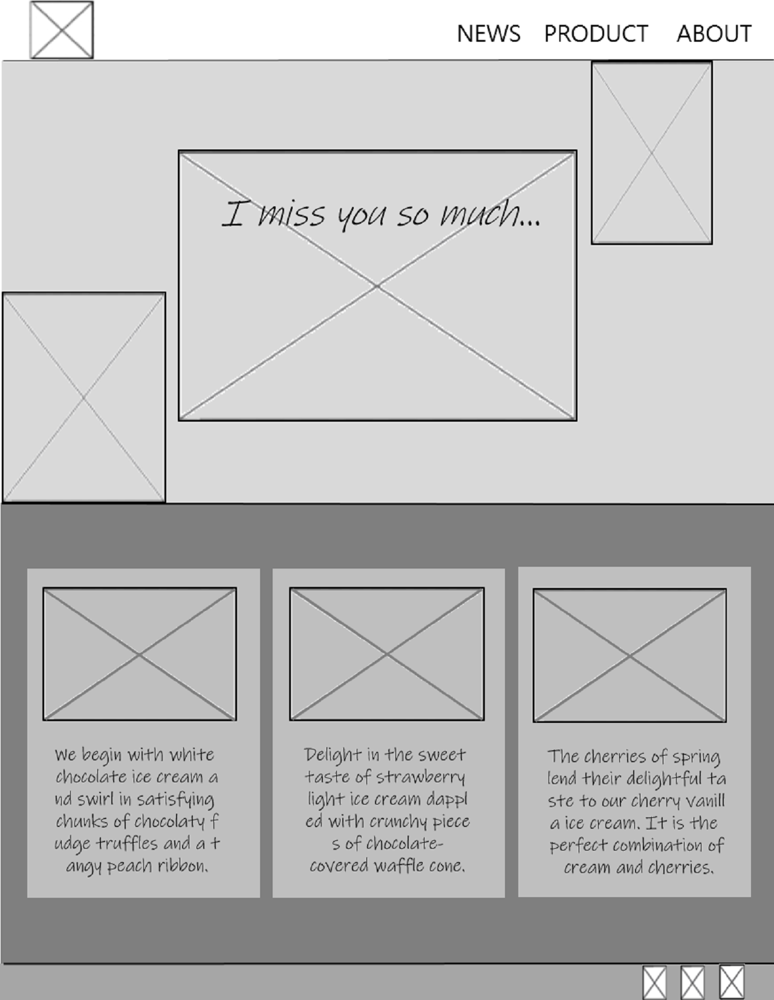 NEWS PRODUCT ABOUT
I miss you so much...
We begin with white
chocolate ice cream a
nd swirl in satisfying
chunks of chocolaty f
udge truffles and a t
angy peach ribbon.
Delight in the sweet
taste of strawberry
light ice cream dappl
ed with crunchy piece
s of chocolate-
covered waffle cone.
The cherries of spring
lend their delightful ta
ste to our cherry vanill
a ice cream. It is the
perfect combination of
cream and cherries.